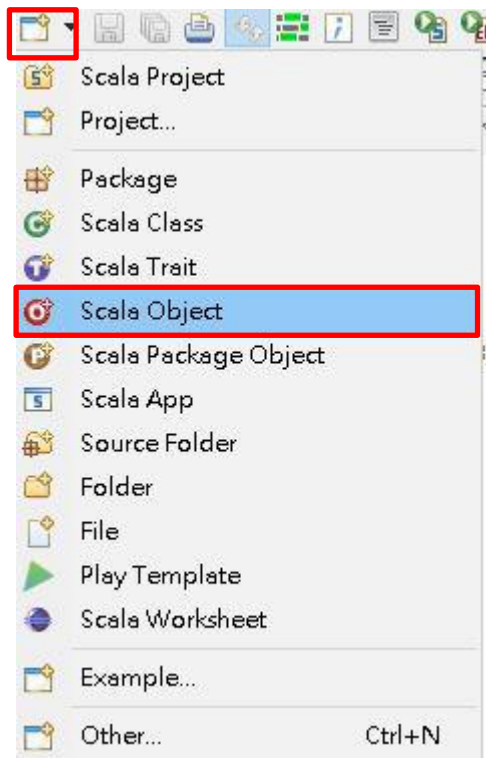 Scala Project
Project...
Package
Scala Class
Scala Trait
Scala Object
Scala Package Object
Scala App
Source Folder
Folder
File
Play Template
Scala Worksheet
Example...
Other... Ctrl+N